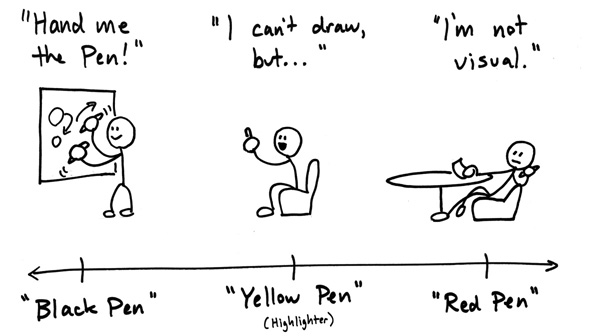 "Hand me
the Pen!"
"I can't draw,
but... "
"I'm not
visual."
"Black Pen"
"Yellow Pen"
(Highlighter)
"Red Pen"